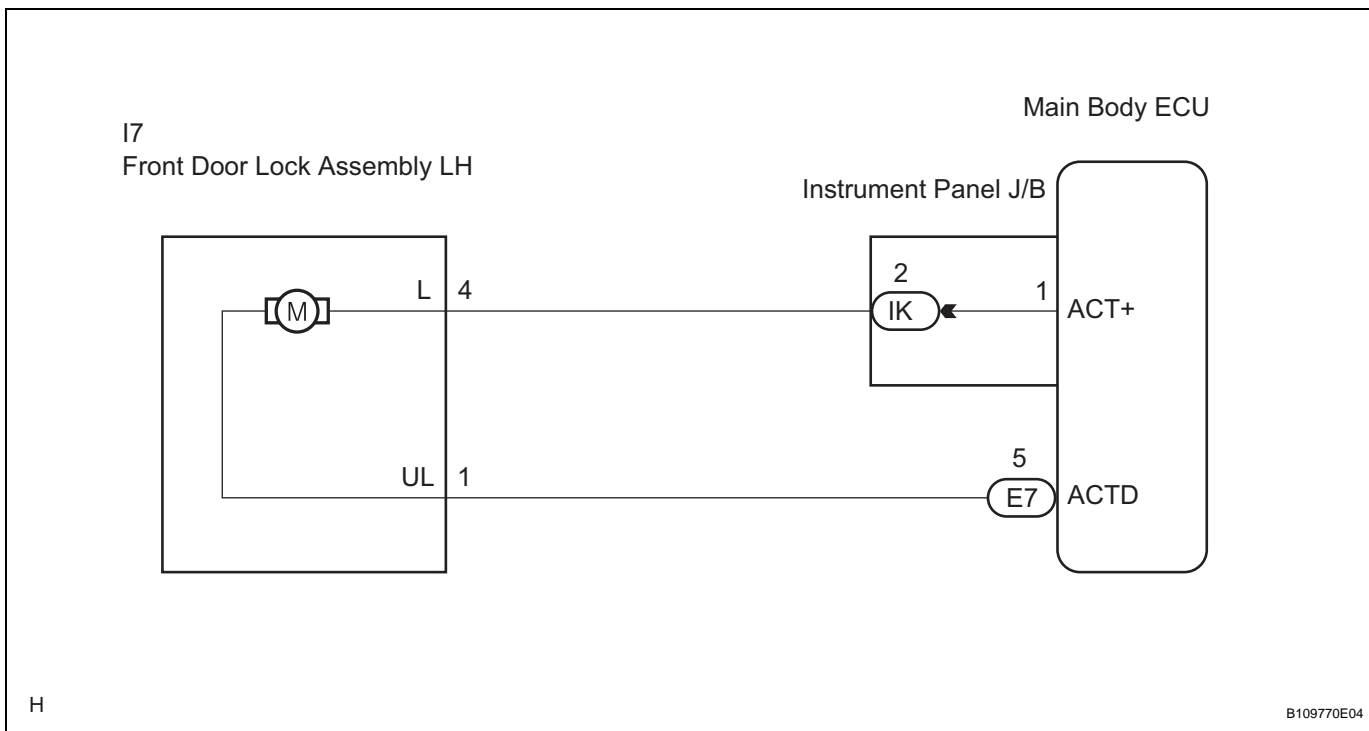 Main Body ECU
I7
Front Door Lock Assembly LH
Instrument Panel J/B
2
L 4
M
IK
1
ACT+
5
UL 1
E7
ACTD
H
B109770E04